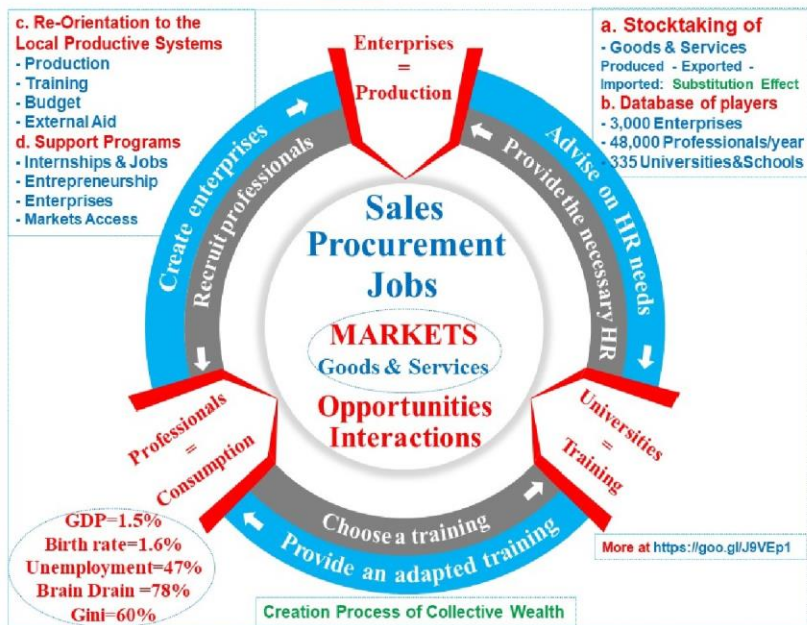 c. Re-Orientation to the
Local Productive Systems
- Production
- Training
- Budget
- External Aid
d. Support Programs
- Internships & Jobs
- Entrepreneurship
- Enterprises
- Markets Access
Enterprises
=
Production
a. Stocktaking of
- Goods & Services
Produced - Exported -
Imported: Substitution Effect
b. Database of players
- 3,000 Enterprises
- 48,000 Professionals/year
- 335 Universities&Schools
Create enterprises
Recruit professionals
Advise on HR needs
Provide the necessary HR
Sales
Procurement
Jobs
MARKETS
Goods & Services
Opportunities
Interactions
Professionals
=
Consumption
Universities
=
Training
Choose a training
Provide an adapted training
GDP=1.5%
Birth rate=1.6%
Unemployment=47%
Brain Drain =78%
Gini=60%
More at https://goo.gl/J9VEp1
Creation Process of Collective Wealth